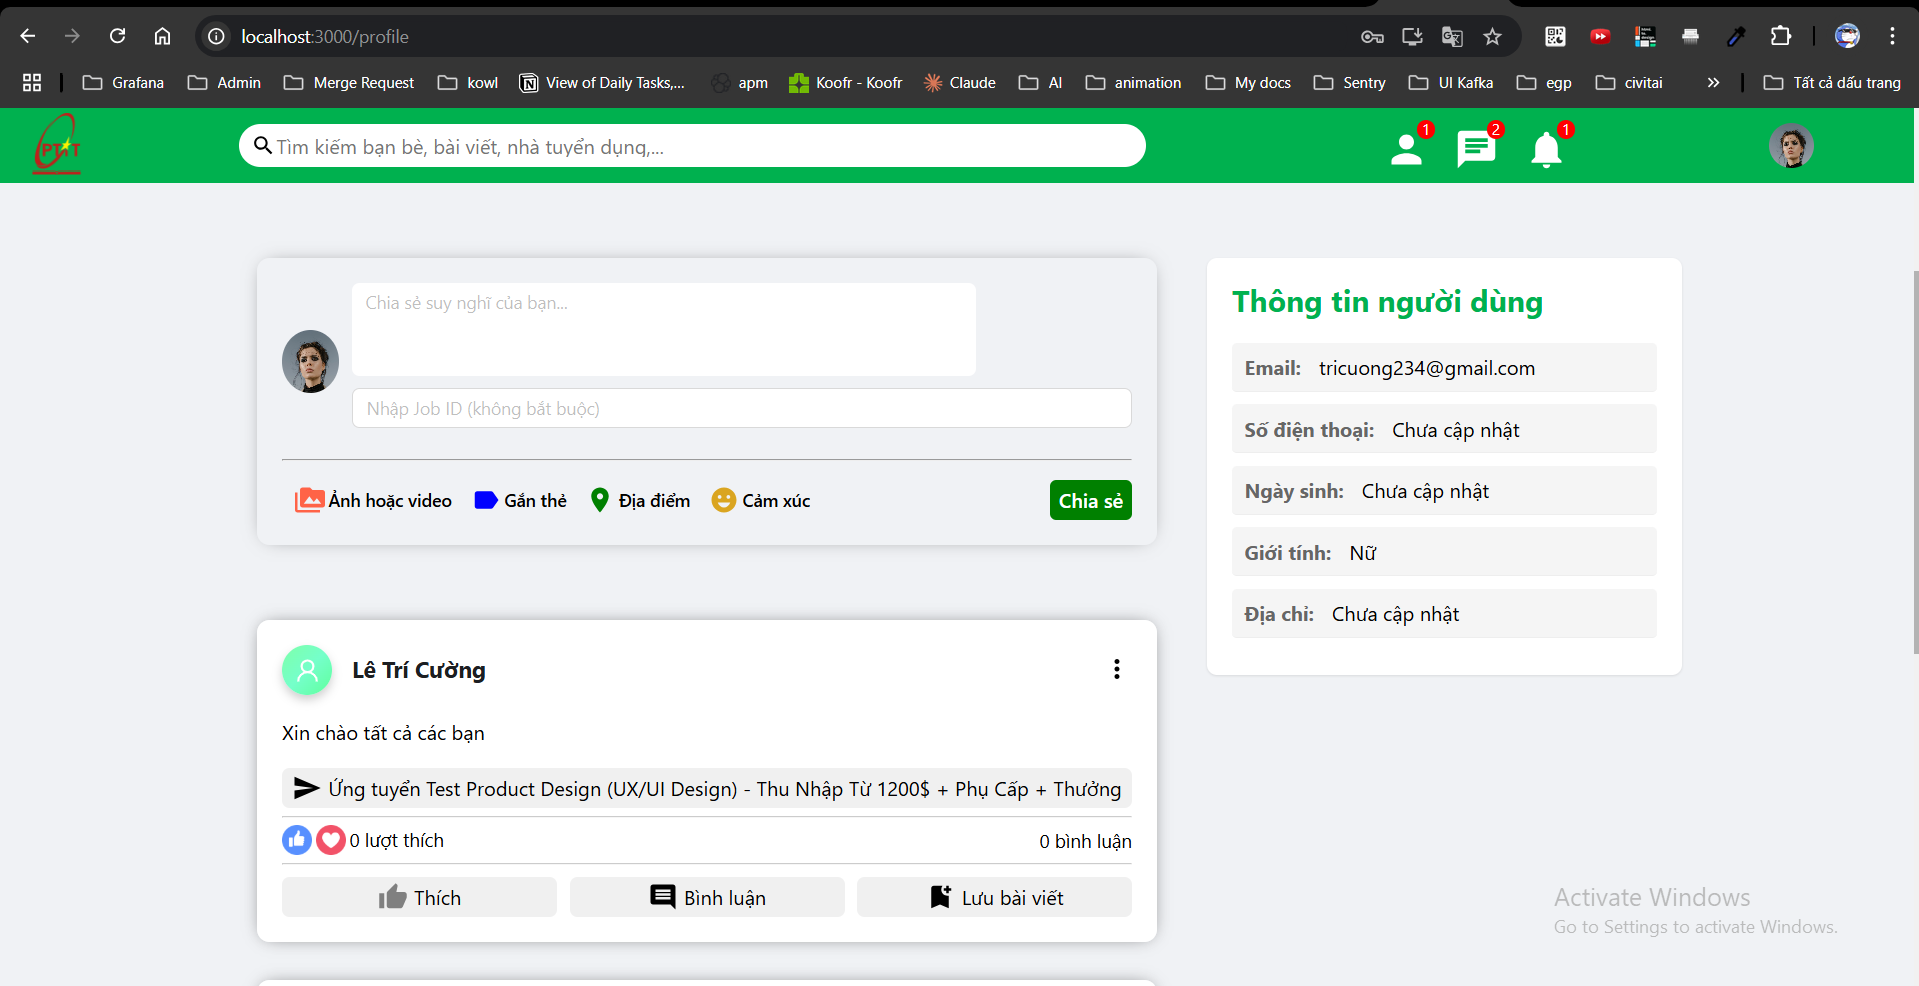 localhost:3000/profile
Grafana
Admin
Merge Request
kowl
View of Daily Tasks,...
apm
Koofr - Koofr
Claude
AI
animation
My docs
Sentry
UI Kafka
egp
civitai
»
Tất cả dấu trang
PTIT
Tìm kiếm bạn bè, bài viết, nhà tuyển dụng,...
1
2
1
Chia sẻ suy nghĩ của bạn...
Nhập Job ID (không bắt buộc)
Ảnh hoặc video
Gắn thẻ
Địa điểm
Cảm xúc
Chia sẻ
Thông tin người dùng
Email: tricuong234@gmail.com
Số điện thoại: Chưa cập nhật
Ngày sinh: Chưa cập nhật
Giới tính: Nữ
Địa chỉ: Chưa cập nhật
Lê Trí Cường
Xin chào tất cả các bạn
Ứng tuyển Test Product Design (UX/UI Design) - Thu Nhập Từ 1200$ + Phụ Cấp + Thưởng
0 lượt thích
0 bình luận
Thích
Bình luận
Lưu bài viết
Activate Windows
Go to Settings to activate Windows.